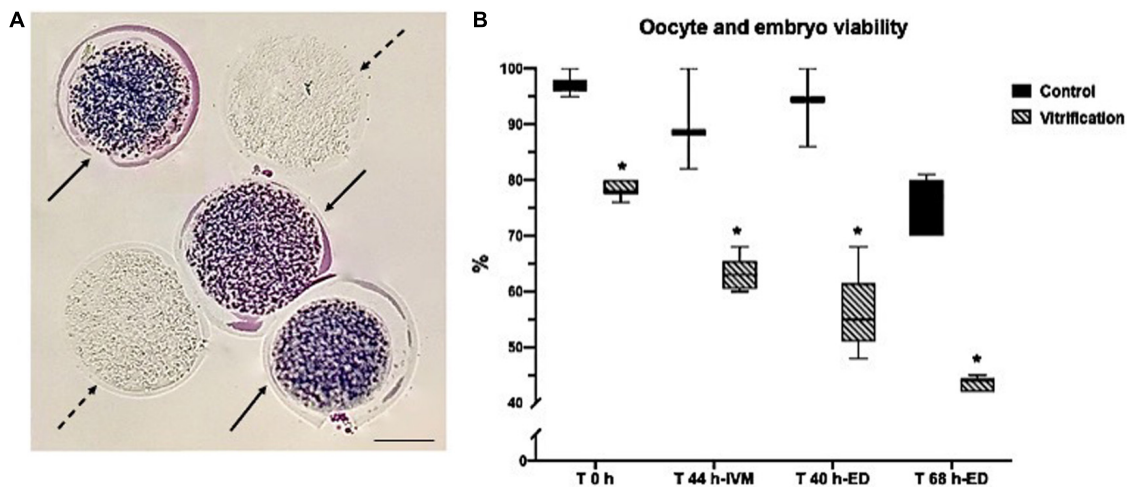 A
B
Oocyte and embryo viability
Control
Vitrification
%
100
90
80
70
60
50
40
0
*
*
*
*
T 0 h
T 44 h-IVM
T 40 h-ED
T 68 h-ED